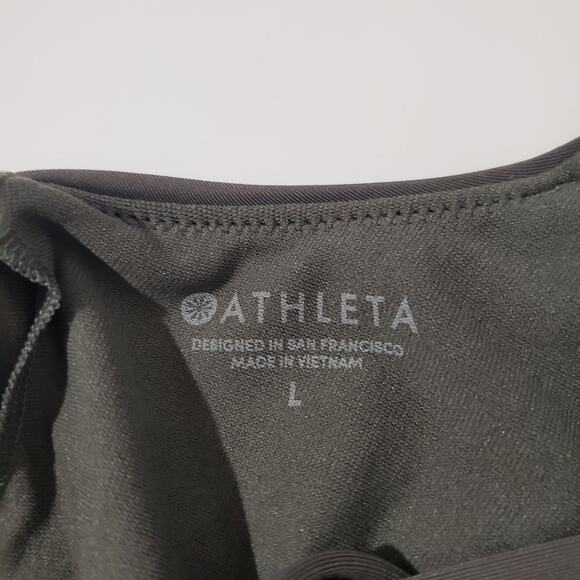 ATHLETA
DESIGNED IN SAN FRANCISCO
MADE IN VIETNAM
L